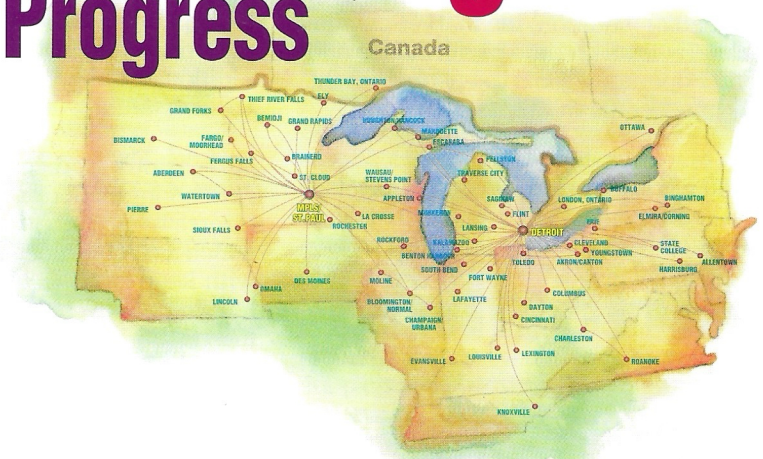 Progress
Canada
THUNDER BAY, ONTARIO
THIEF RIVER FALLS
ELY
GRAND FORKS
BEMIDJI
GRAND RAPIDS
HOUGHTON/HANCOCK
MARQUETTE
OTTAWA
BISMARCK
FARGO/
MOORHEAD
ESCANABA
FERGUS FALLS
BRAINERD
PELLSTON
ABERDEEN
ST. CLOUD
WAUSAU/
STEVENS POINT
TRAVERSE CITY
BUFFALO
WATERTOWN
APPLETON
SAGINAW
LONDON, ONTARIO
BINGHAMTON
PIERRE
MPLS/
ST. PAUL
LA CROSSE
MUSKEGON
FLINT
ELMIRA/CORNING
ROCHESTER
LANSING
DETROIT
ERIE
SIOUX FALLS
ROCKFORD
KALAMAZOO
CLEVELAND
STATE
COLLEGE
BENTON HARBOR
TOLEDO
AKRON/CANTON
YOUNGSTOWN
ALLENTOWN
SOUTH BEND
HARRISBURG
DES MOINES
MOLINE
FORT WAYNE
OMAHA
LINCOLN
BLOOMINGTON/
NORMAL
LAFAYETTE
COLUMBUS
DAYTON
CHAMPAIGN/
URBANA
CINCINNATI
CHARLESTON
EVANSVILLE
LOUISVILLE
LEXINGTON
ROANOKE
KNOXVILLE